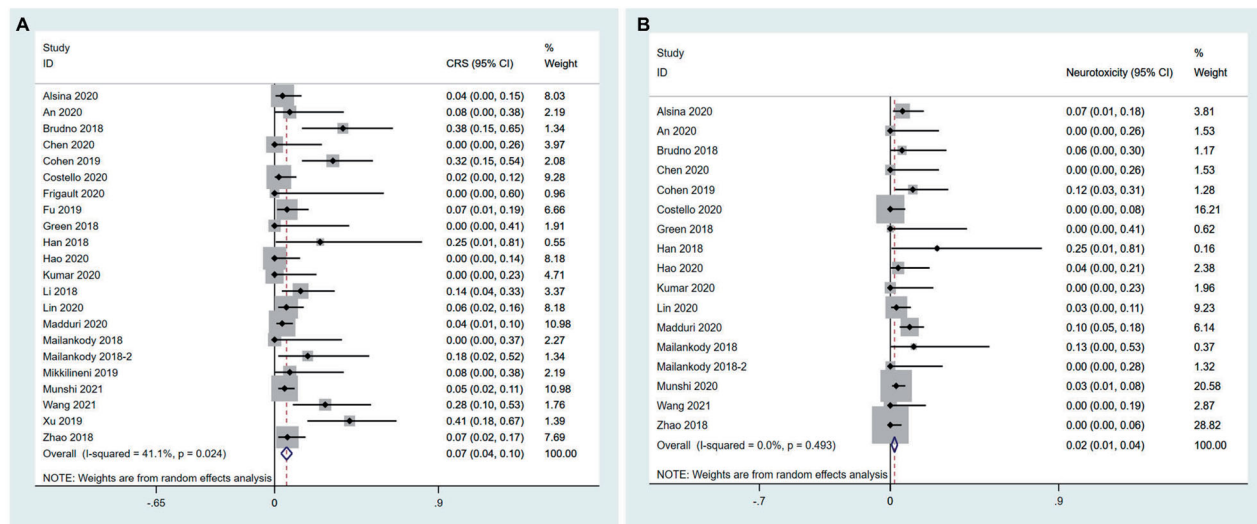 A
Study %
ID CRS (95% CI) Weight
Alsina 2020 0.04 (0.00, 0.15) 8.03
An 2020 0.08 (0.00, 0.38) 2.19
Brudno 2018 0.38 (0.15, 0.65) 1.34
Chen 2020 0.00 (0.00, 0.26) 3.97
Cohen 2019 0.32 (0.15, 0.54) 2.08
Costello 2020 0.02 (0.00, 0.12) 9.28
Frigault 2020 0.00 (0.00, 0.60) 0.96
Fu 2019 0.07 (0.01, 0.19) 6.66
Green 2018 0.00 (0.00, 0.41) 1.91
Han 2018 0.25 (0.01, 0.81) 0.55
Hao 2020 0.00 (0.00, 0.14) 8.18
Kumar 2020 0.00 (0.00, 0.23) 4.71
Li 2018 0.14 (0.04, 0.33) 3.37
Lin 2020 0.06 (0.02, 0.16) 8.18
Madduri 2020 0.04 (0.01, 0.10) 10.98
Mailankody 2018 0.00 (0.00, 0.37) 2.27
Mailankody 2018-2 0.18 (0.02, 0.52) 1.34
Mikkilineni 2019 0.08 (0.00, 0.38) 2.19
Munshi 2021 0.05 (0.02, 0.11) 10.98
Wang 2021 0.28 (0.10, 0.53) 1.76
Xu 2019 0.41 (0.18, 0.67) 1.39
Zhao 2018 0.07 (0.02, 0.17) 7.69
Overall (I-squared = 41.1%, p = 0.024) 0.07 (0.04, 0.10) 100.00
NOTE: Weights are from random effects analysis
-.65 0 .9
B
Study %
ID Neurotoxicity (95% CI) Weight
Alsina 2020 0.07 (0.01, 0.18) 3.81
An 2020 0.00 (0.00, 0.26) 1.53
Brudno 2018 0.06 (0.00, 0.30) 1.17
Chen 2020 0.00 (0.00, 0.26) 1.53
Cohen 2019 0.12 (0.03, 0.31) 1.28
Costello 2020 0.00 (0.00, 0.08) 16.21
Green 2018 0.00 (0.00, 0.41) 0.62
Han 2018 0.25 (0.01, 0.81) 0.16
Hao 2020 0.04 (0.00, 0.21) 2.38
Kumar 2020 0.00 (0.00, 0.23) 1.96
Lin 2020 0.03 (0.00, 0.11) 9.23
Madduri 2020 0.10 (0.05, 0.18) 6.14
Mailankody 2018 0.13 (0.00, 0.53) 0.37
Mailankody 2018-2 0.00 (0.00, 0.28) 1.32
Munshi 2020 0.03 (0.01, 0.08) 20.58
Wang 2021 0.00 (0.00, 0.19) 2.87
Zhao 2018 0.00 (0.00, 0.06) 28.82
Overall (I-squared = 0.0%, p = 0.493) 0.02 (0.01, 0.04) 100.00
NOTE: Weights are from random effects analysis
-.7 0 .9